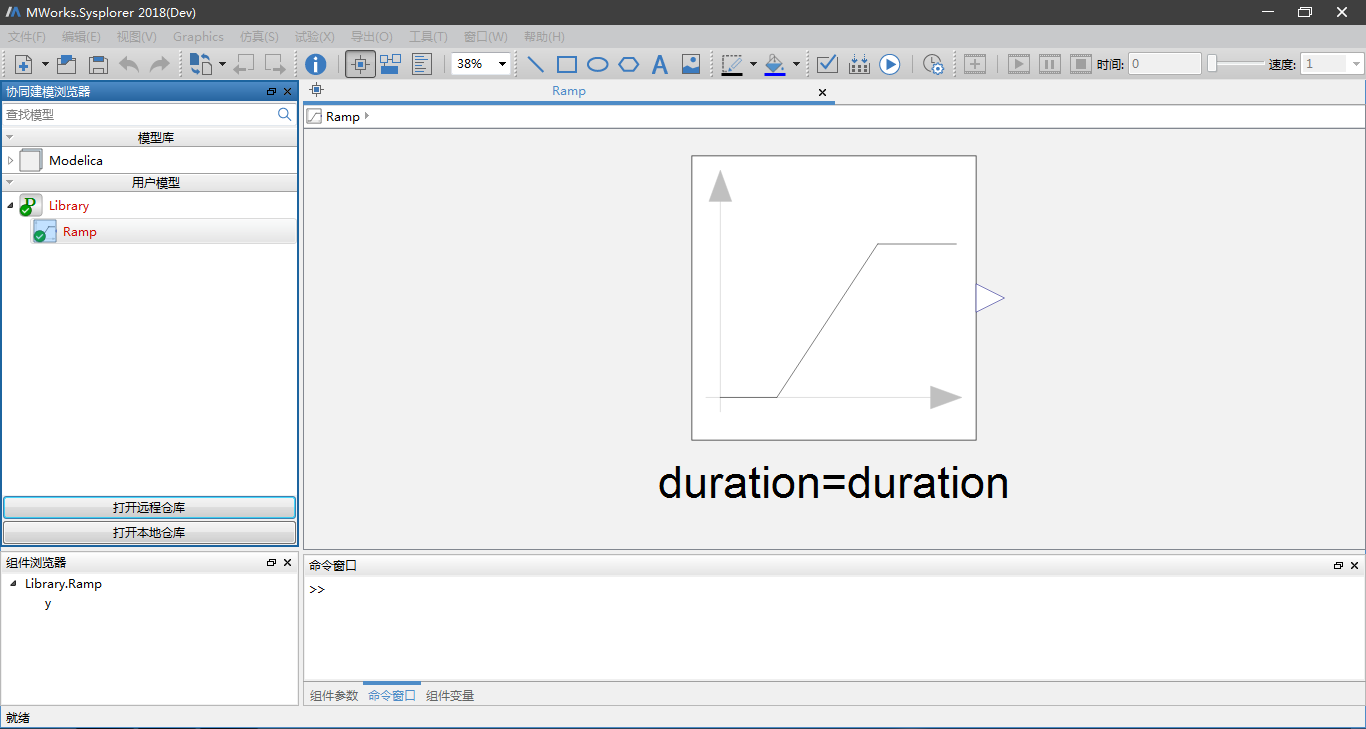 MWorks.Sysplorer 2018(Dev)
文件(F) 编辑(E) 视图(V) Graphics 仿真(S) 试验(X) 导出(O) 工具(T) 窗口(W) 帮助(H)
38% 时间: 0 速度: 1
协同建模浏览器
查找模型
模型库
Modelica
用户模型
Library
Ramp
打开远程仓库
打开本地仓库
组件浏览器
Library.Ramp
y
Ramp
Ramp
duration=duration
命令窗口
>>
组件参数 命令窗口 组件变量
就绪